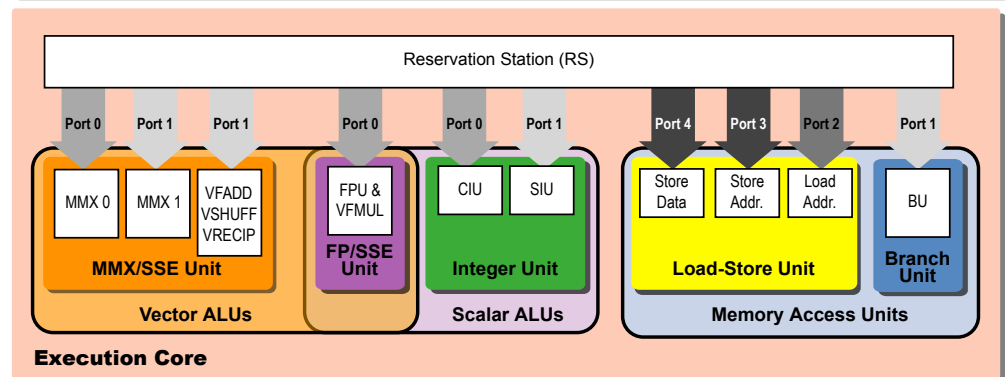 Reservation Station (RS)
Port 0
Port 1
Port 1
Port 0
Port 0
Port 1
Port 4
Port 3
Port 2
Port 1
MMX 0
MMX 1
VFADD
VSHUFF
VRECIP
FPU &
VFMUL
CIU
SIU
Store
Data
Store
Addr.
Load
Addr.
BU
MMX/SSE Unit
FP/SSE
Unit
Integer Unit
Load-Store Unit
Branch
Unit
Vector ALUs
Scalar ALUs
Memory Access Units
Execution Core